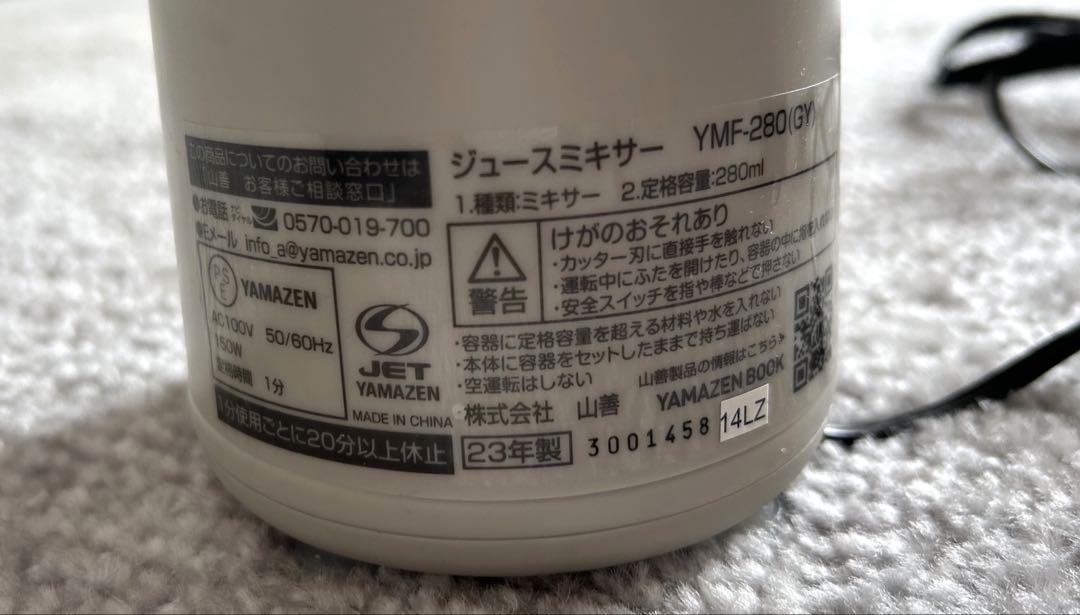 この商品についてのお問い合わせは
「山善 お客様ご相談窓口」
●お電話 ナビダイヤル 0570-019-700
●Eメール info_a@yamazen.co.jp
PSE YAMAZEN
AC100V 50/60Hz
150W
定格時間 1分
JET
YAMAZEN
MADE IN CHINA
1分使用ごとに20分以上休止
ジュースミキサー YMF-280(GY)
1.種類:ミキサー 2.定格容量:280ml
警告
けがのおそれあり
・カッター刃に直接手を触れない
・運転中にふたを開けたり、容器の中に指を入れ
・安全スイッチを指や棒などで押さない
・容器に定格容量を超える材料や水を入れない
・本体に容器をセットしたままで持ち運ばない
・空運転はしない
山善製品の情報はこちら
YAMAZEN BOOK
株式会社 山善
23年製 3001458 14LZ